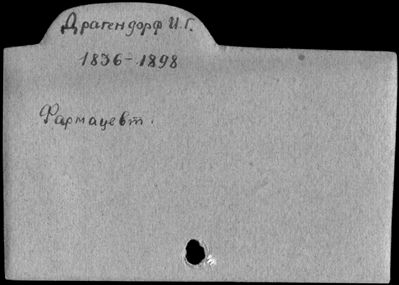 Драгендорф И.Г.
1836-1898
Фармацевт.